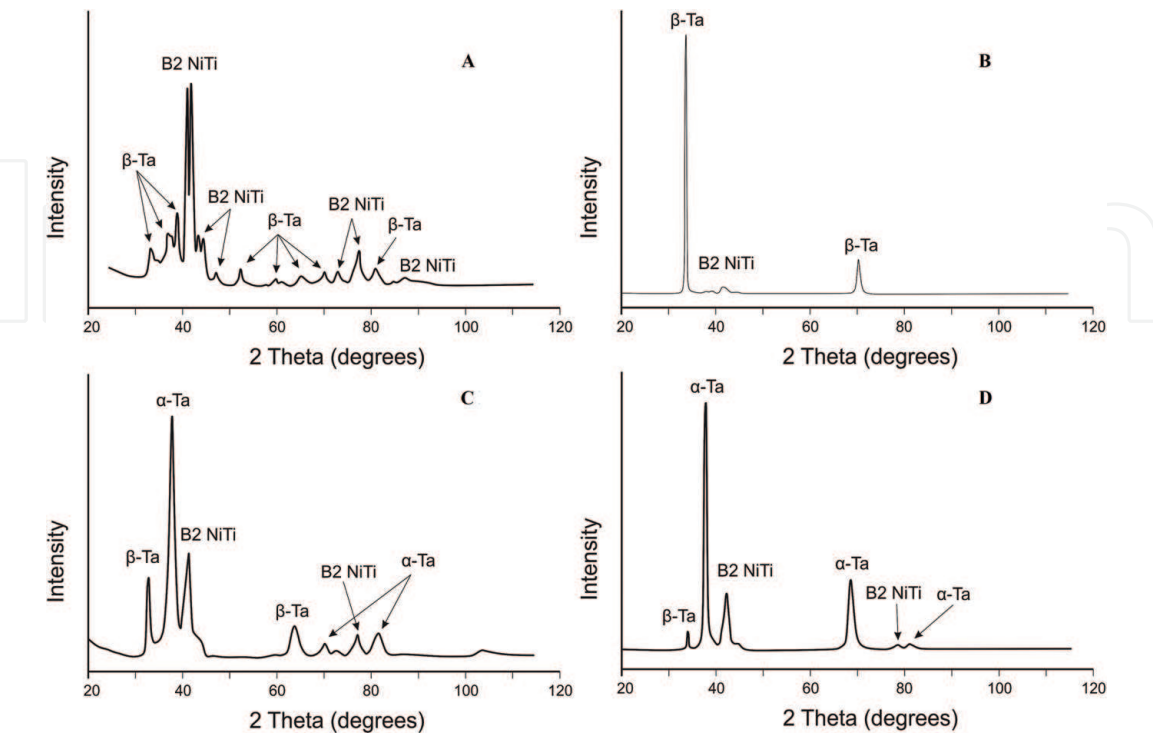 A
B2 NiTi
β-Ta
B2 NiTi
β-Ta
B2 NiTi
β-Ta
B2 NiTi
Intensity
20 40 60 80 100 120
2 Theta (degrees)
β-Ta
B
B2 NiTi
β-Ta
Intensity
20 40 60 80 100 120
2 Theta (degrees)
α-Ta
C
β-Ta
B2 NiTi
β-Ta
B2 NiTi
α-Ta
Intensity
20 40 60 80 100 120
2 Theta (degrees)
α-Ta
D
β-Ta
B2 NiTi
α-Ta
B2 NiTi
α-Ta
Intensity
20 40 60 80 100 120
2 Theta (degrees)